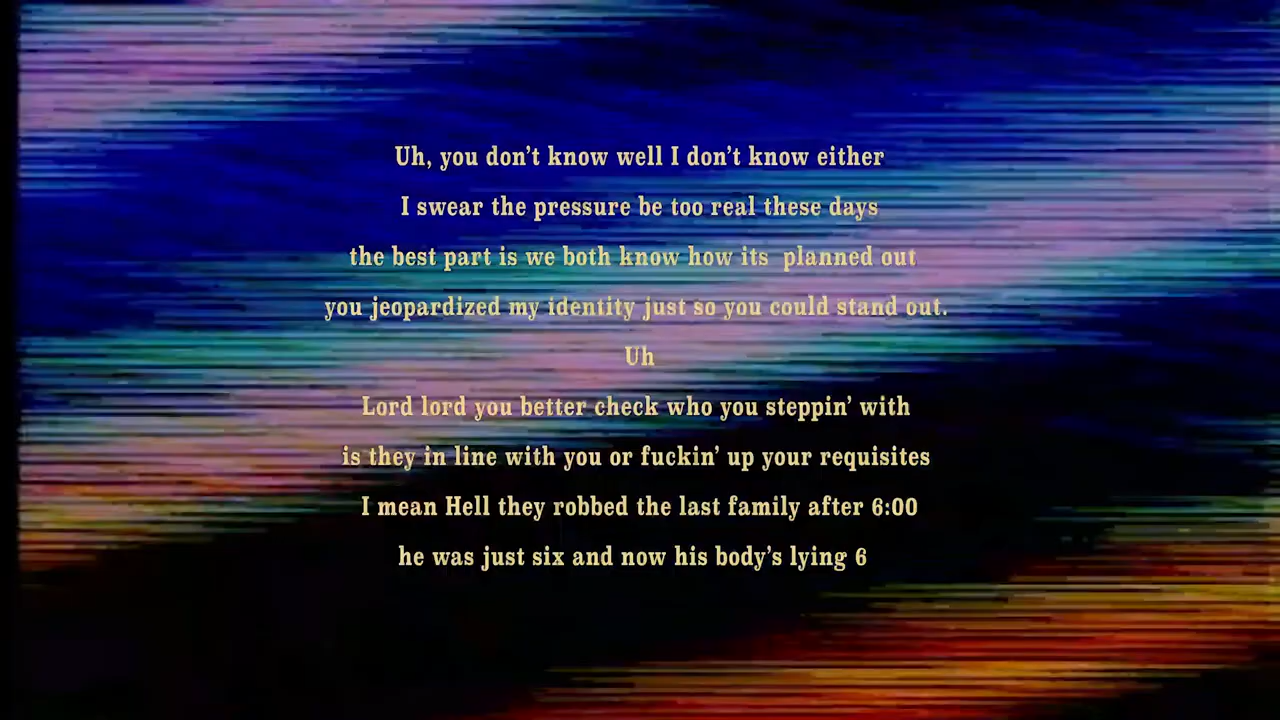 Uh, you don’t know well I don’t know either
I swear the pressure be too real these days
the best part is we both know how its  planned out
you jeopardized my identity just so you could stand out.
Uh
Lord lord you better check who you steppin’ with
is they in line with you or fuckin’ up your requisites
I mean Hell they robbed the last family after 6:00
he was just six and now his body’s lying 6